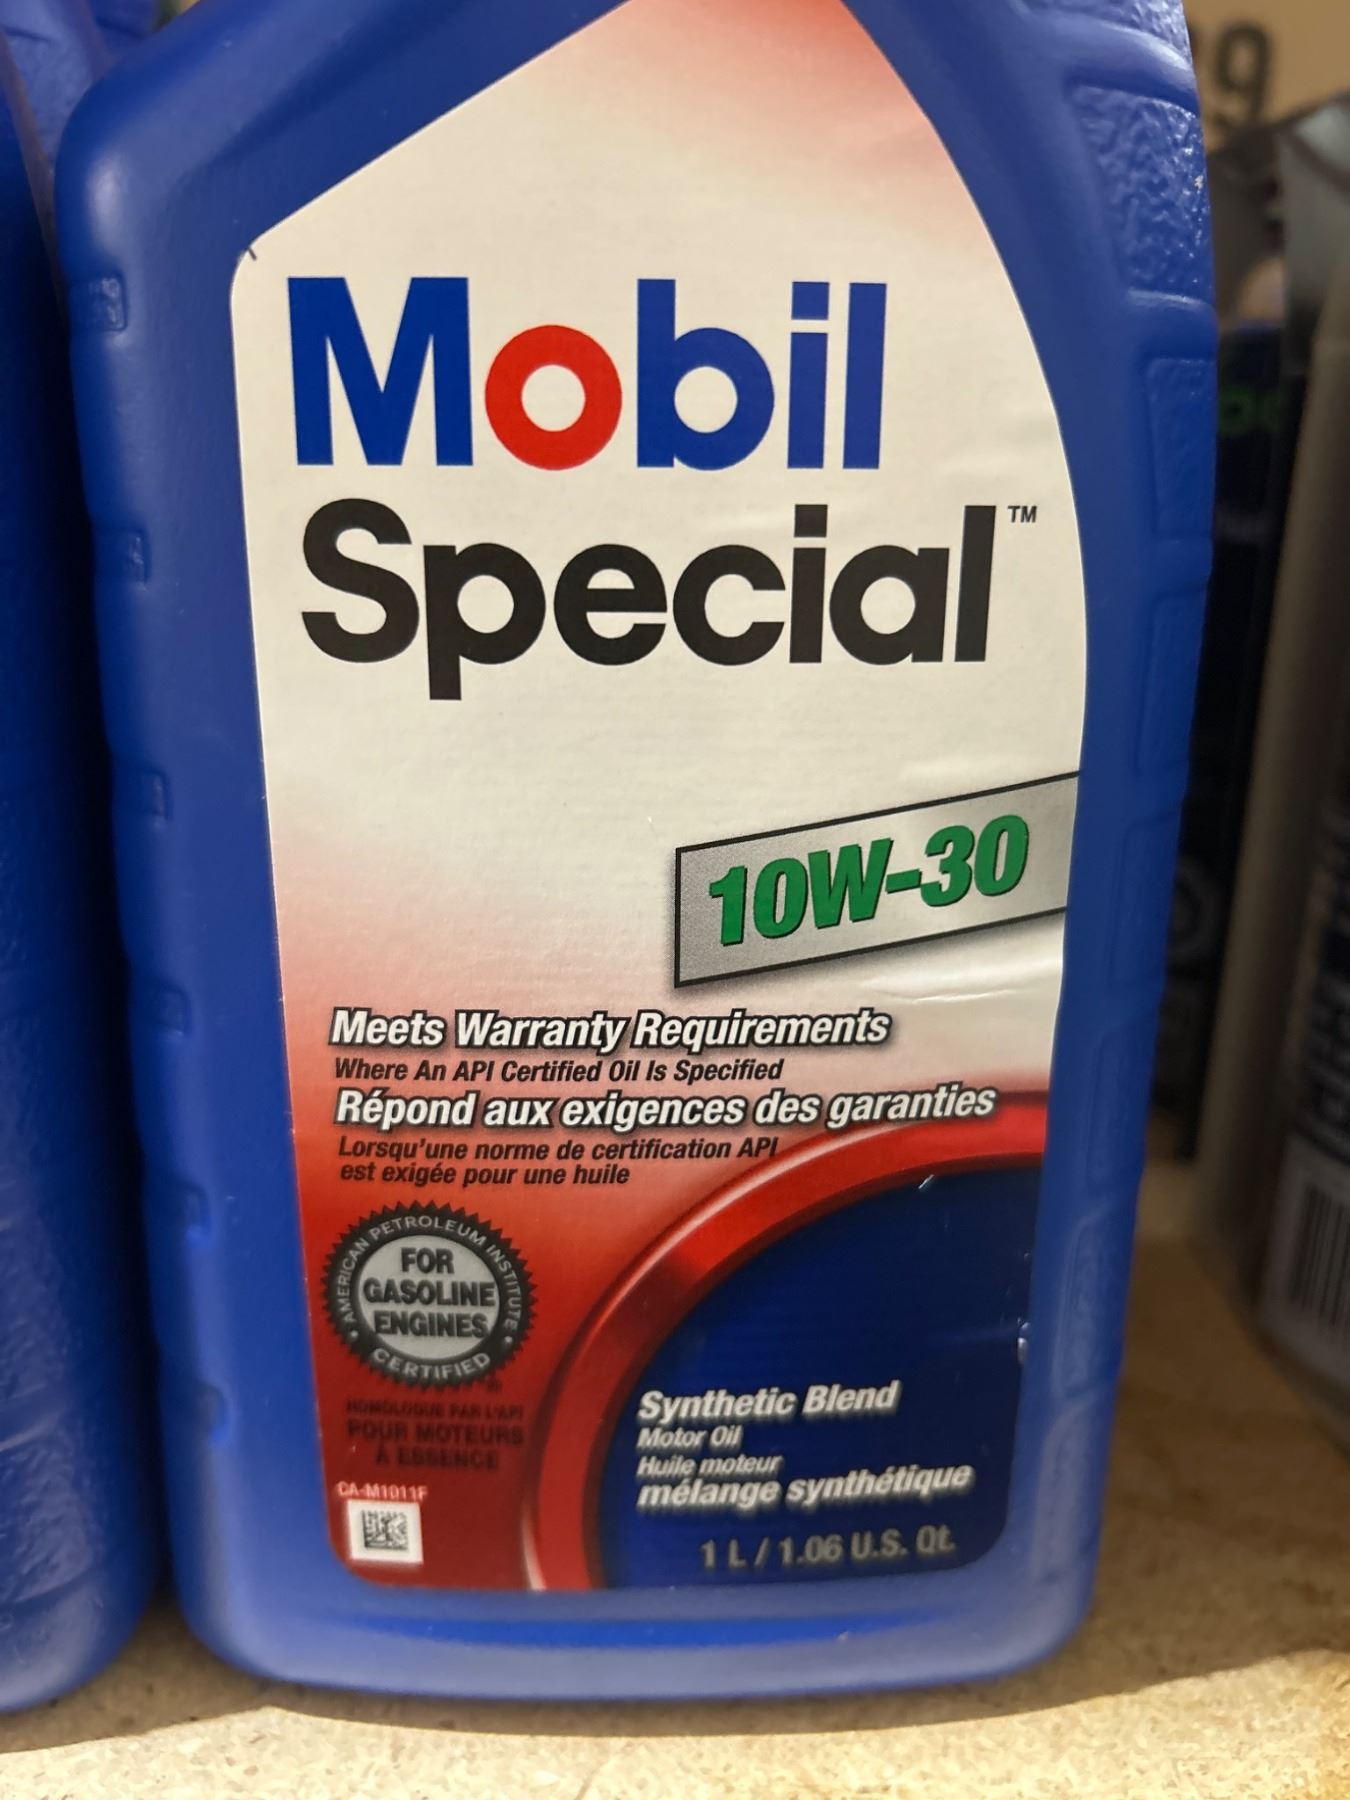 Mobil
Special™
10W-30
Meets Warranty Requirements
Where An API Certified Oil Is Specified
Répond aux exigences des garanties
Lorsqu'une norme de certification API
est exigée pour une huile
AMERICAN PETROLEUM INSTITUTE
FOR
GASOLINE
ENGINES
CERTIFIED
HOMOLOGUÉ PAR L'API
POUR MOTEURS
À ESSENCE
CA-M1011F
Synthetic Blend
Motor Oil
Huile moteur
mélange synthétique
1 L / 1.06 U.S. Qt.
9